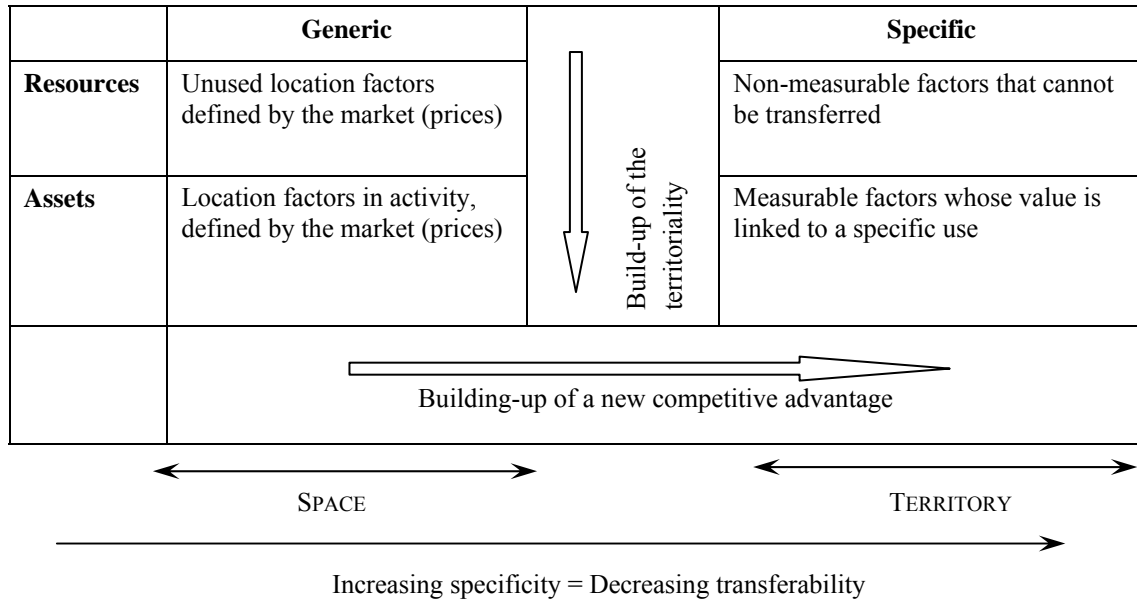 Generic
Specific
Resources
Unused location factors
defined by the market (prices)
Build-up of the
territoriality
Non-measurable factors that cannot
be transferred
Assets
Location factors in activity,
defined by the market (prices)
Measurable factors whose value is
linked to a specific use
Building-up of a new competitive advantage
SPACE
TERRITORY
Increasing specificity = Decreasing transferability